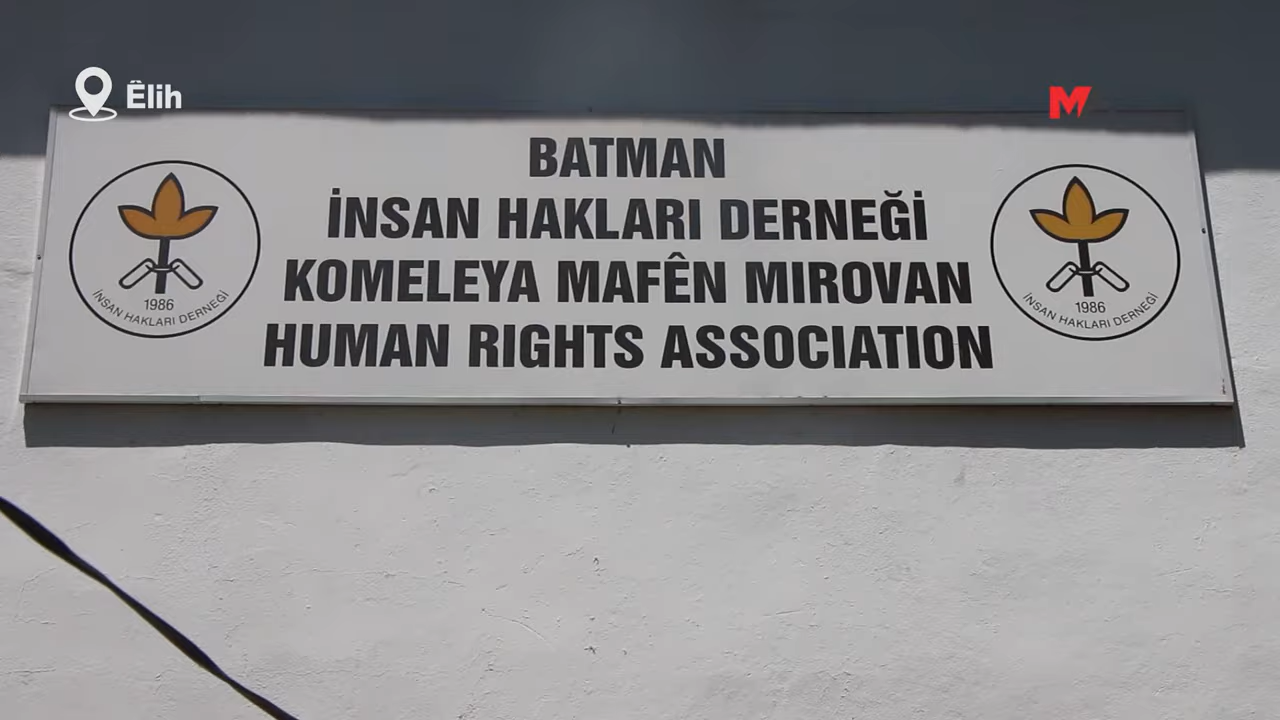 Êlih
M
BATMAN
İNSAN HAKLARI DERNEĞİ
KOMELEYA MAFÊN MIROVAN
HUMAN RIGHTS ASSOCIATION
1986
İNSAN HAKLARI DERNEĞİ
1986
İNSAN HAKLARI DERNEĞİ